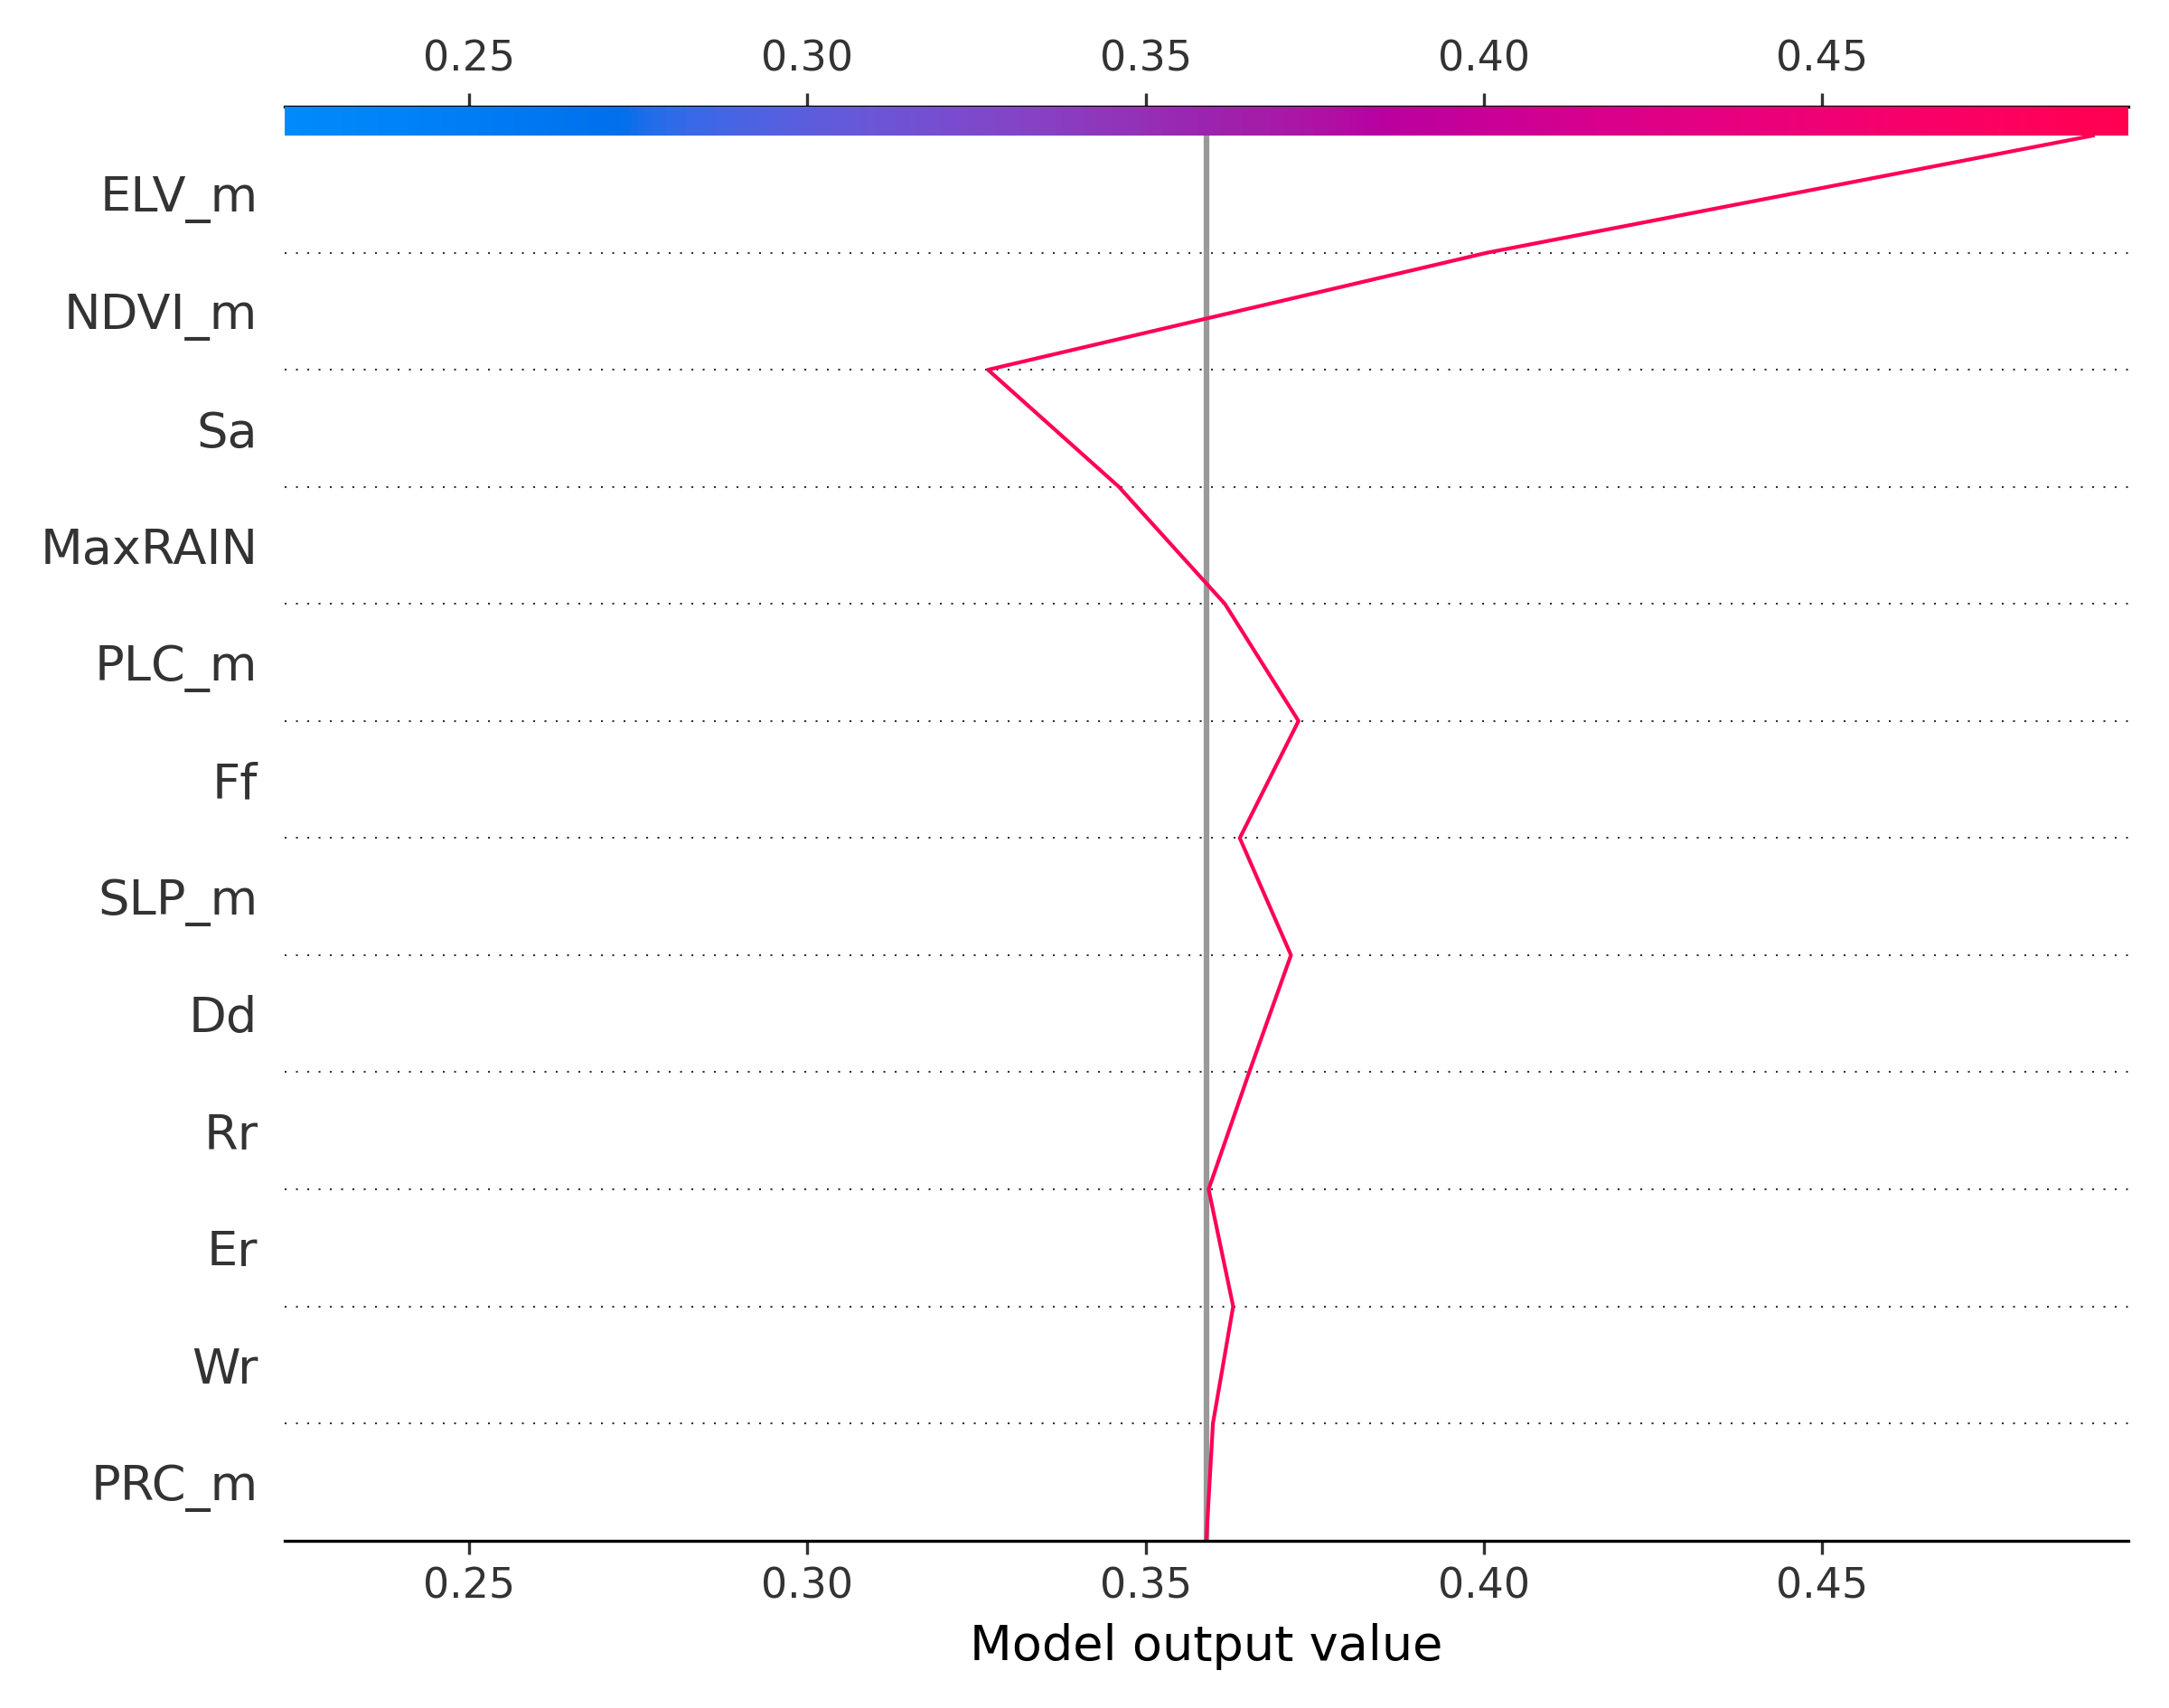 0.25 0.30 0.35 0.40 0.45
ELV_m
NDVI_m
Sa
MaxRAIN
PLC_m
Ff
SLP_m
Dd
Rr
Er
Wr
PRC_m
0.25 0.30 0.35 0.40 0.45
Model output value